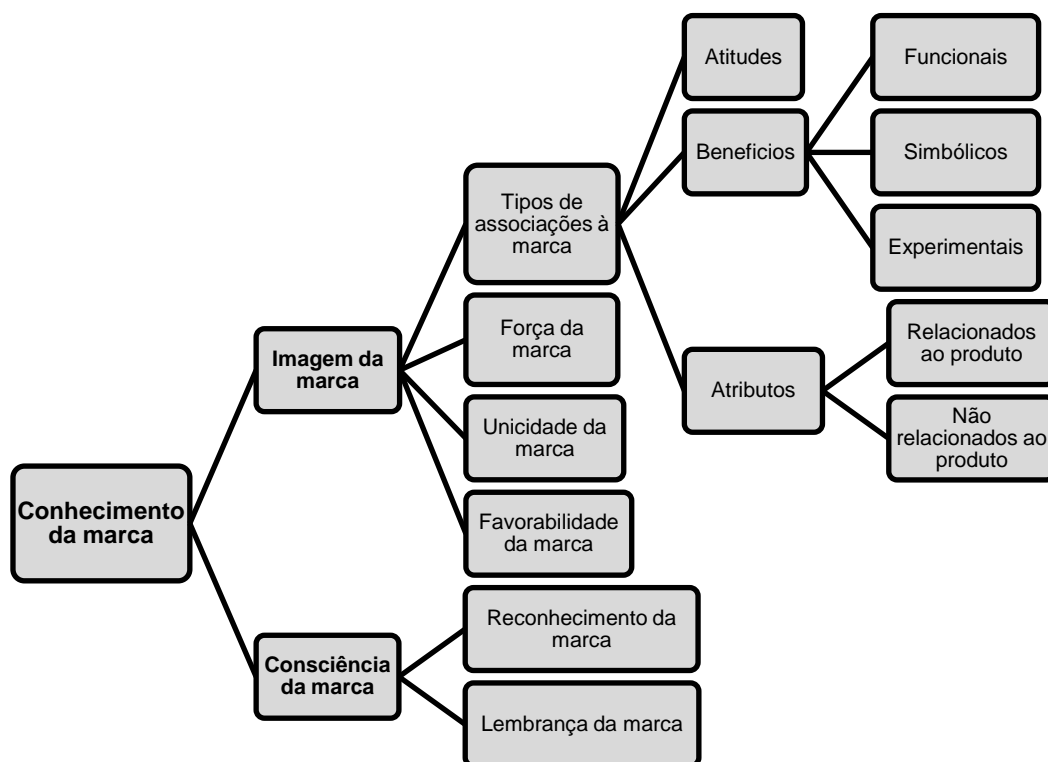 Atitudes
Funcionais
Beneficios
Simbólicos
Experimentais
Tipos de
associações à
marca
Força da
marca
Unicidade da
marca
Favorabilidade
da marca
Atributos
Relacionados
ao produto
Não
relacionados ao
produto
Imagem da
marca
Conhecimento
da marca
Consciência
da marca
Reconhecimento da
marca
Lembrança da marca